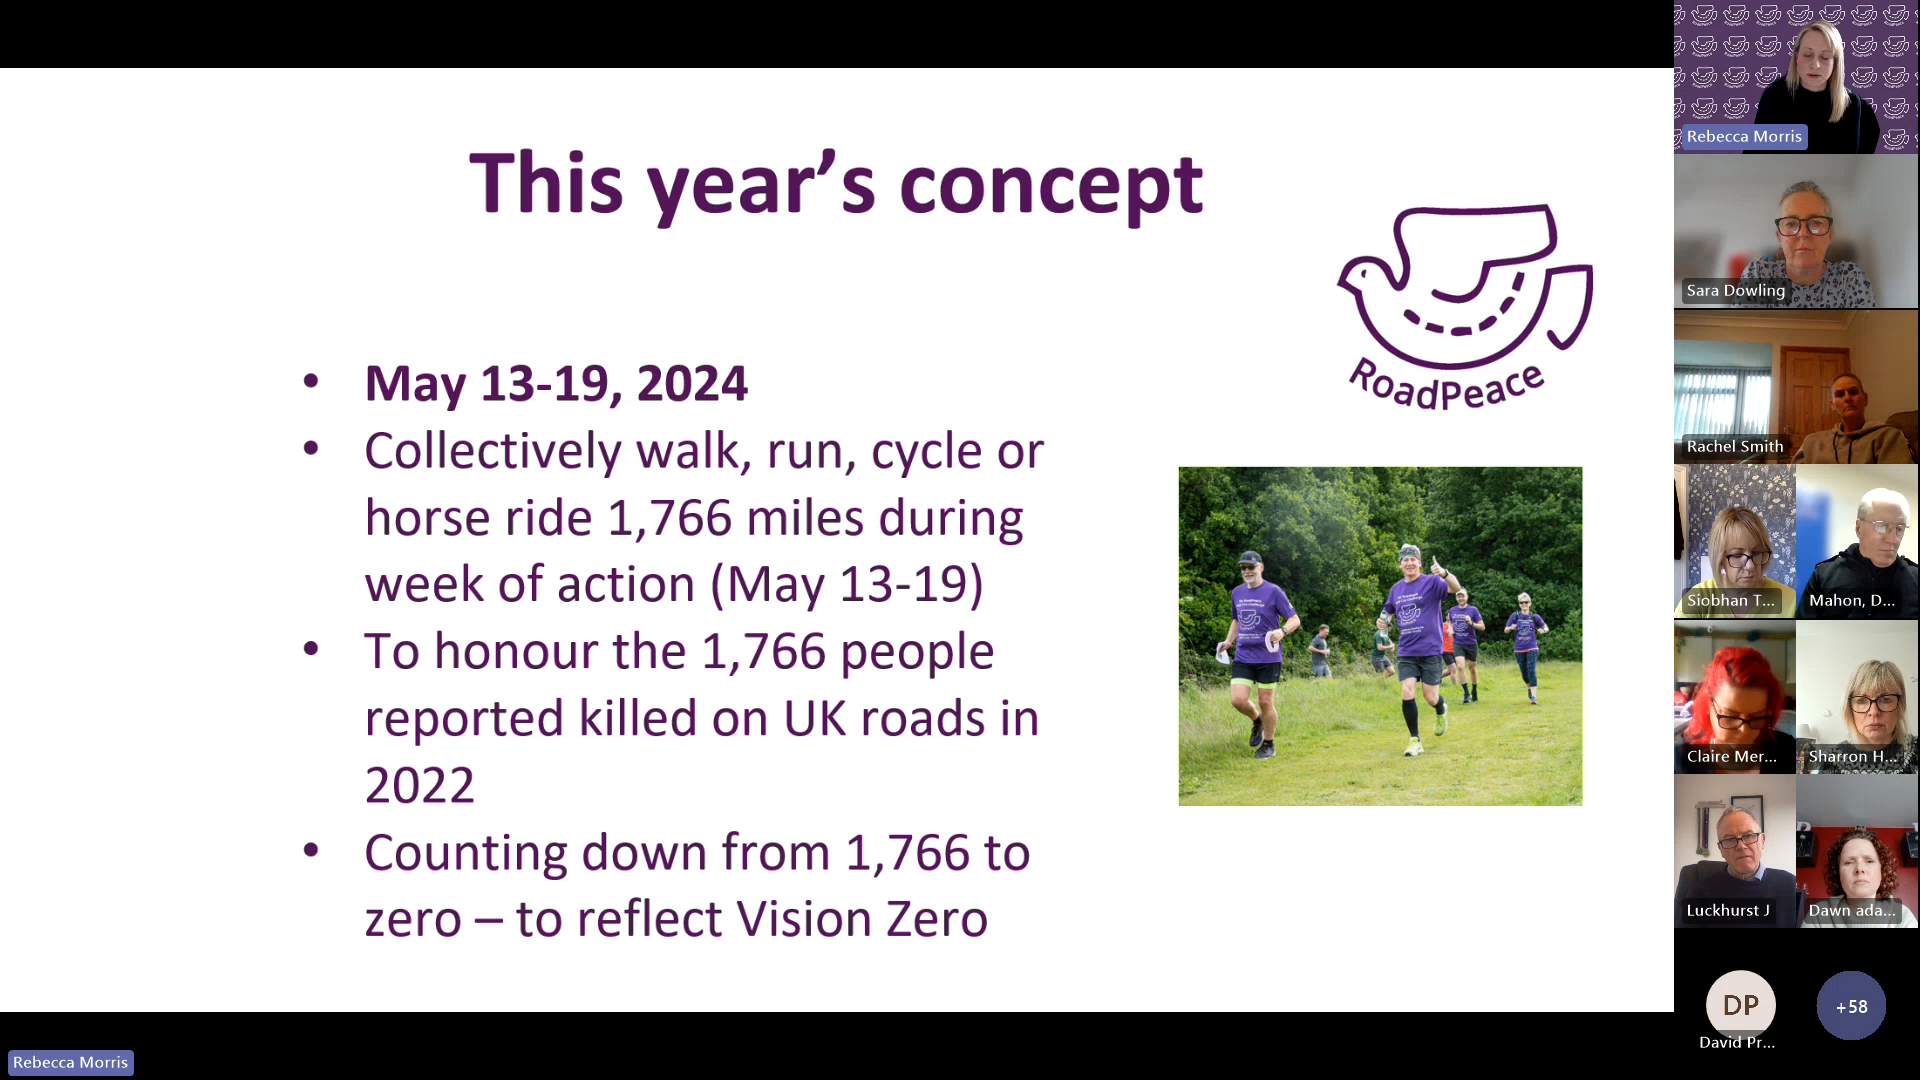 This year’s concept
RoadPeace
• May 13-19, 2024
• Collectively walk, run, cycle or
horse ride 1,766 miles during
week of action (May 13-19)
• To honour the 1,766 people
reported killed on UK roads in
2022
• Counting down from 1,766 to
zero – to reflect Vision Zero
Rebecca Morris
Rebecca Morris
Sara Dowling
Rachel Smith
Siobhan T...
Mahon, D...
Claire Mer...
Sharron H...
Luckhurst J
Dawn ada...
DP
David Pr...
+58